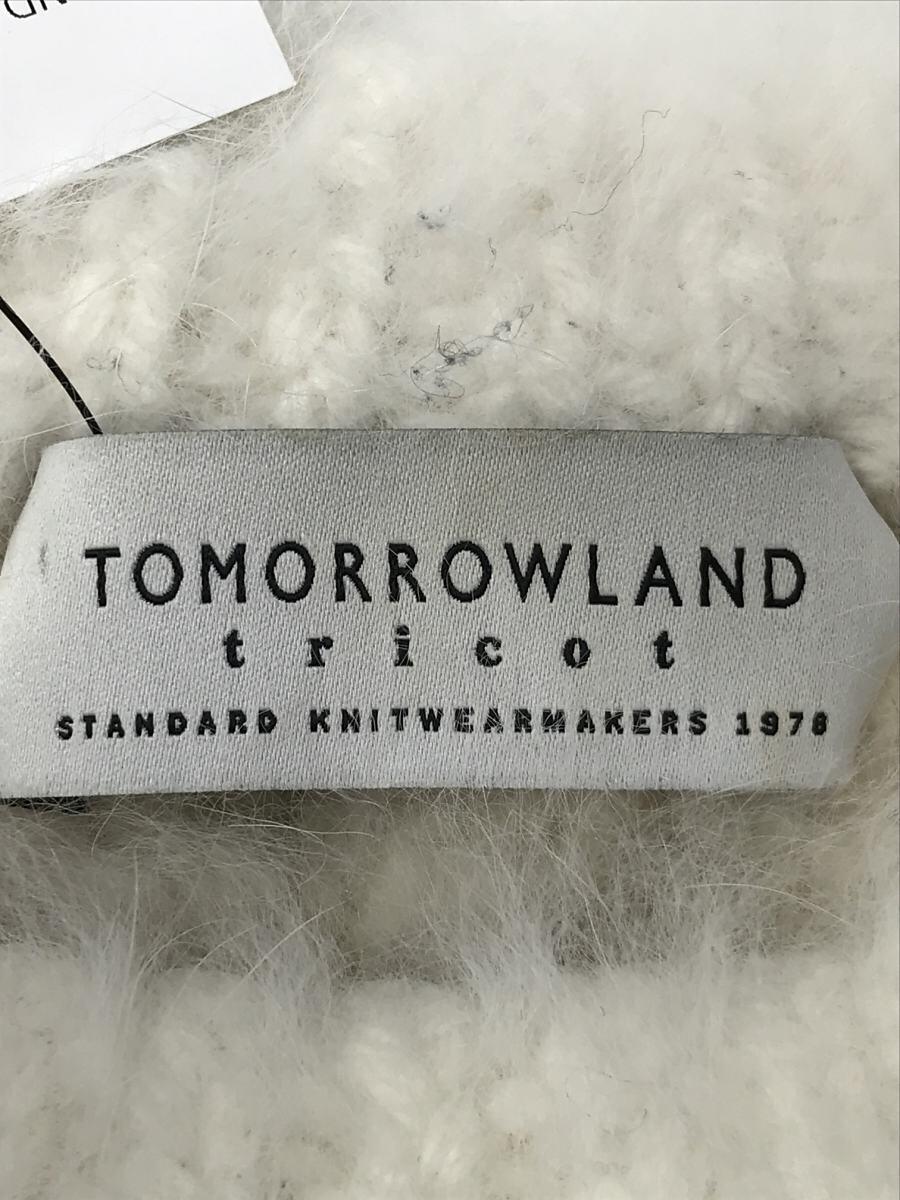 TOMORROWLAND
tricot
STANDARD KNITWEARMAKERS 1978